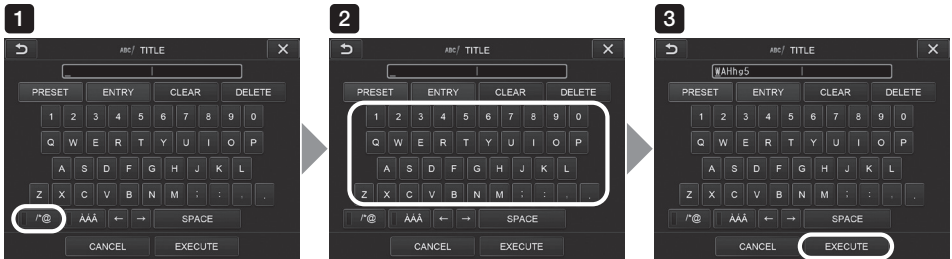 1 2 3
ABC/ TITLE
PRESET ENTRY CLEAR DELETE
1 2 3 4 5 6 7 8 9 0
Q W E R T Y U I O P
A S D F G H J K L
Z X C V B N M ; : , .
/*@ ÀÁÂ ← → SPACE
CANCEL EXECUTE
ABC/ TITLE
PRESET ENTRY CLEAR DELETE
1 2 3 4 5 6 7 8 9 0
Q W E R T Y U I O P
A S D F G H J K L
Z X C V B N M ; : , .
/*@ ÀÁÂ ← → SPACE
CANCEL EXECUTE
ABC/ TITLE
WAHhg5
PRESET ENTRY CLEAR DELETE
1 2 3 4 5 6 7 8 9 0
Q W E R T Y U I O P
A S D F G H J K L
Z X C V B N M ; : , .
/*@ ÀÁÂ ← → SPACE
CANCEL EXECUTE